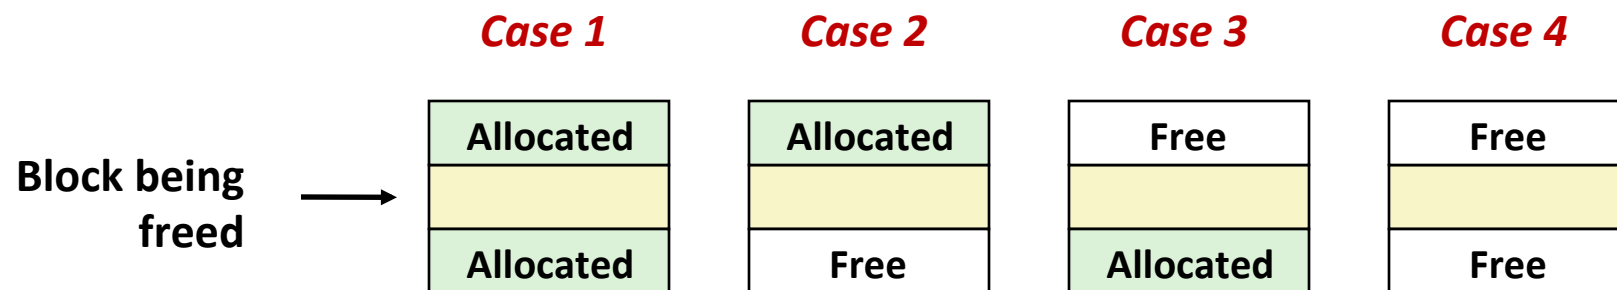 Case 1 Case 2 Case 3 Case 4
Allocated Allocated Free Free
Block being
freed
Allocated Free Allocated Free